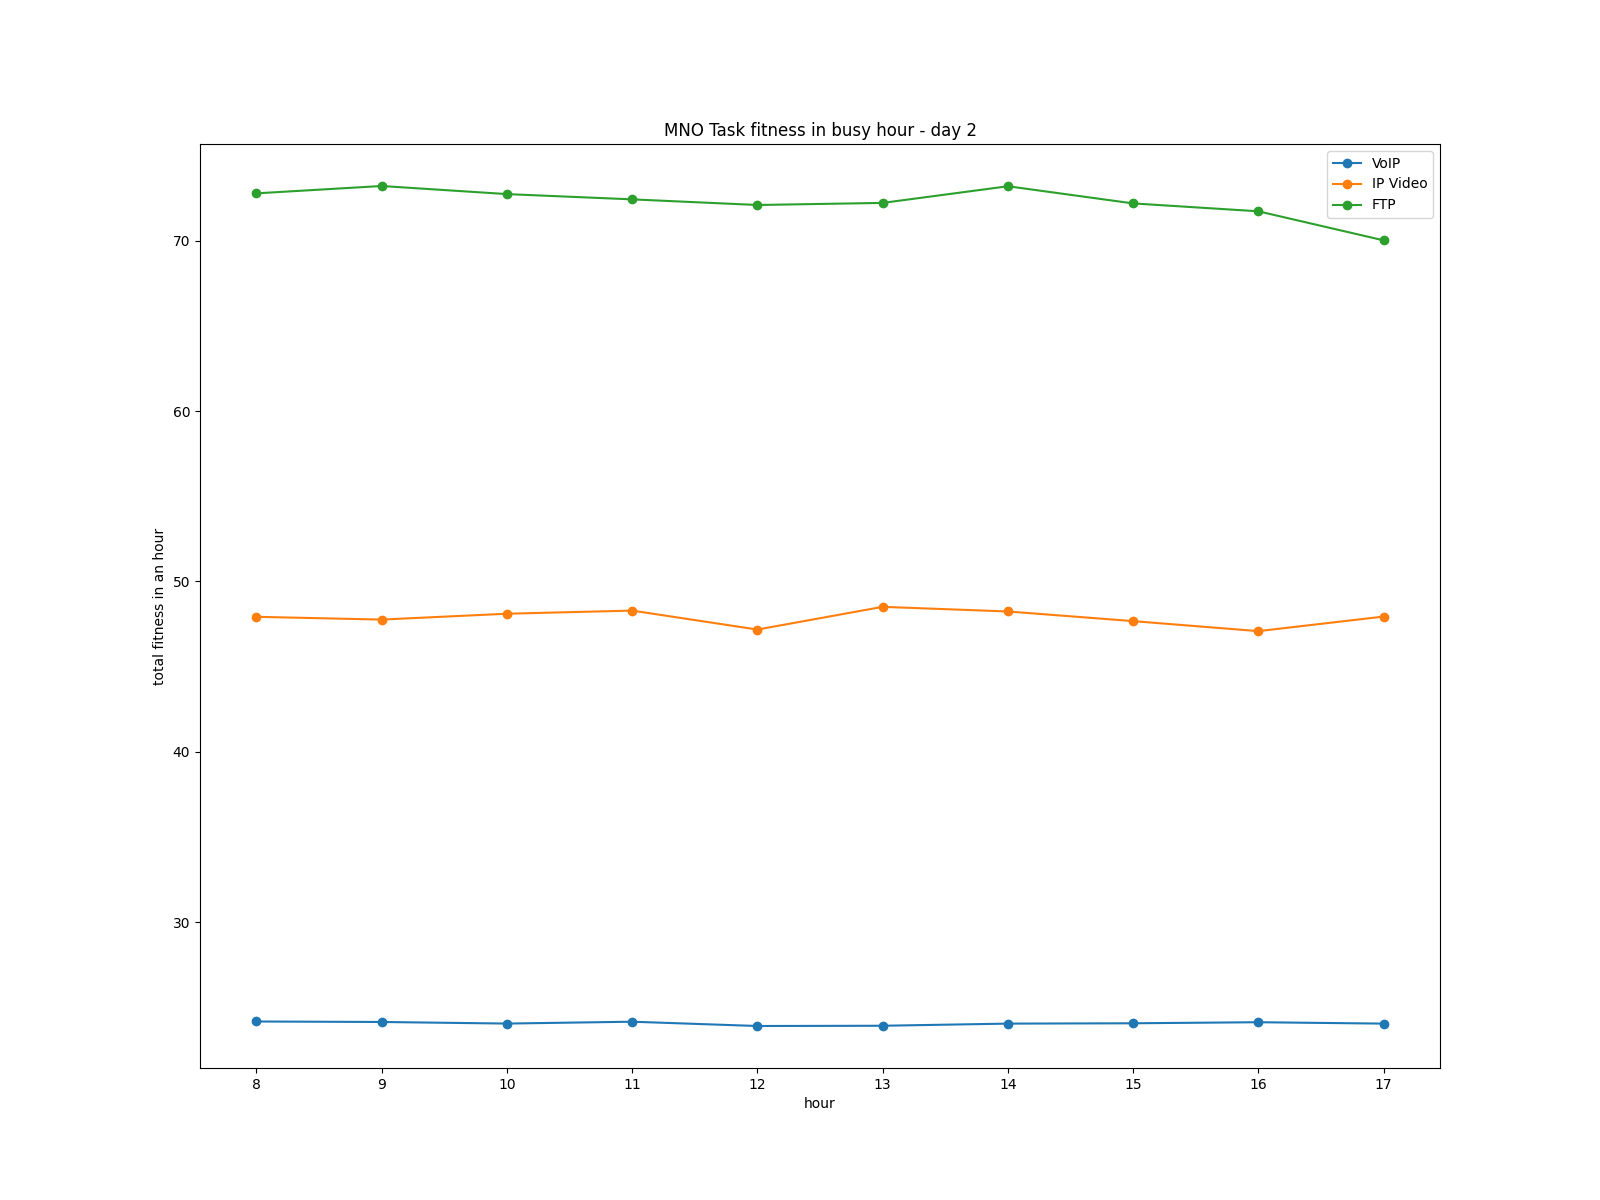 MNO Task fitness in busy hour - day 2
VoIP
IP Video
FTP
70
60
50
40
30
total fitness in an hour
8 9 10 11 12 13 14 15 16 17
hour